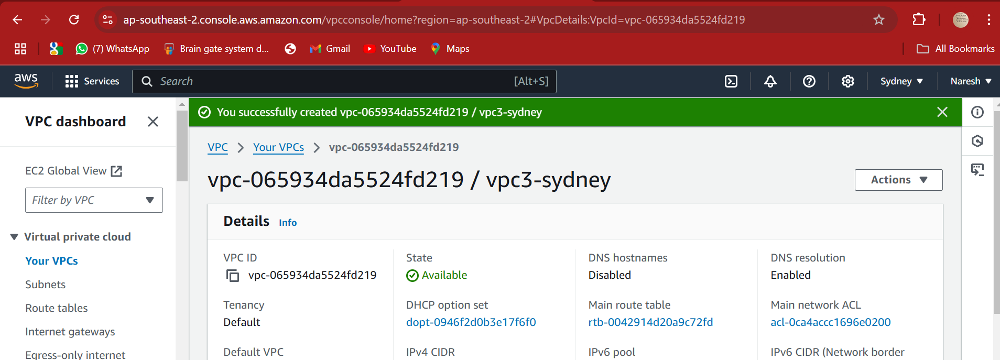 ap-southeast-2.console.aws.amazon.com/vpcconsole/home?region=ap-southeast-2#VpcDetails:VpcId=vpc-065934da5524fd219
(7) WhatsApp
Brain gate system d...
Gmail
YouTube
Maps
All Bookmarks
aws
Services
Search
[Alt+S]
Sydney
Naresh
VPC dashboard
EC2 Global View
Filter by VPC
Virtual private cloud
Your VPCs
Subnets
Route tables
Internet gateways
Egress-only internet
You successfully created vpc-065934da5524fd219 / vpc3-sydney
VPC
Your VPCs
vpc-065934da5524fd219
vpc-065934da5524fd219 / vpc3-sydney
Actions
Details
Info
VPC ID
vpc-065934da5524fd219
State
Available
DNS hostnames
Disabled
DNS resolution
Enabled
Tenancy
Default
DHCP option set
dopt-0946f2d0b3e17f6f0
Main route table
rtb-0042914d20a9c72fd
Main network ACL
acl-0ca4accc1696e0200
Default VPC
IPv4 CIDR
IPv6 pool
IPv6 CIDR (Network border